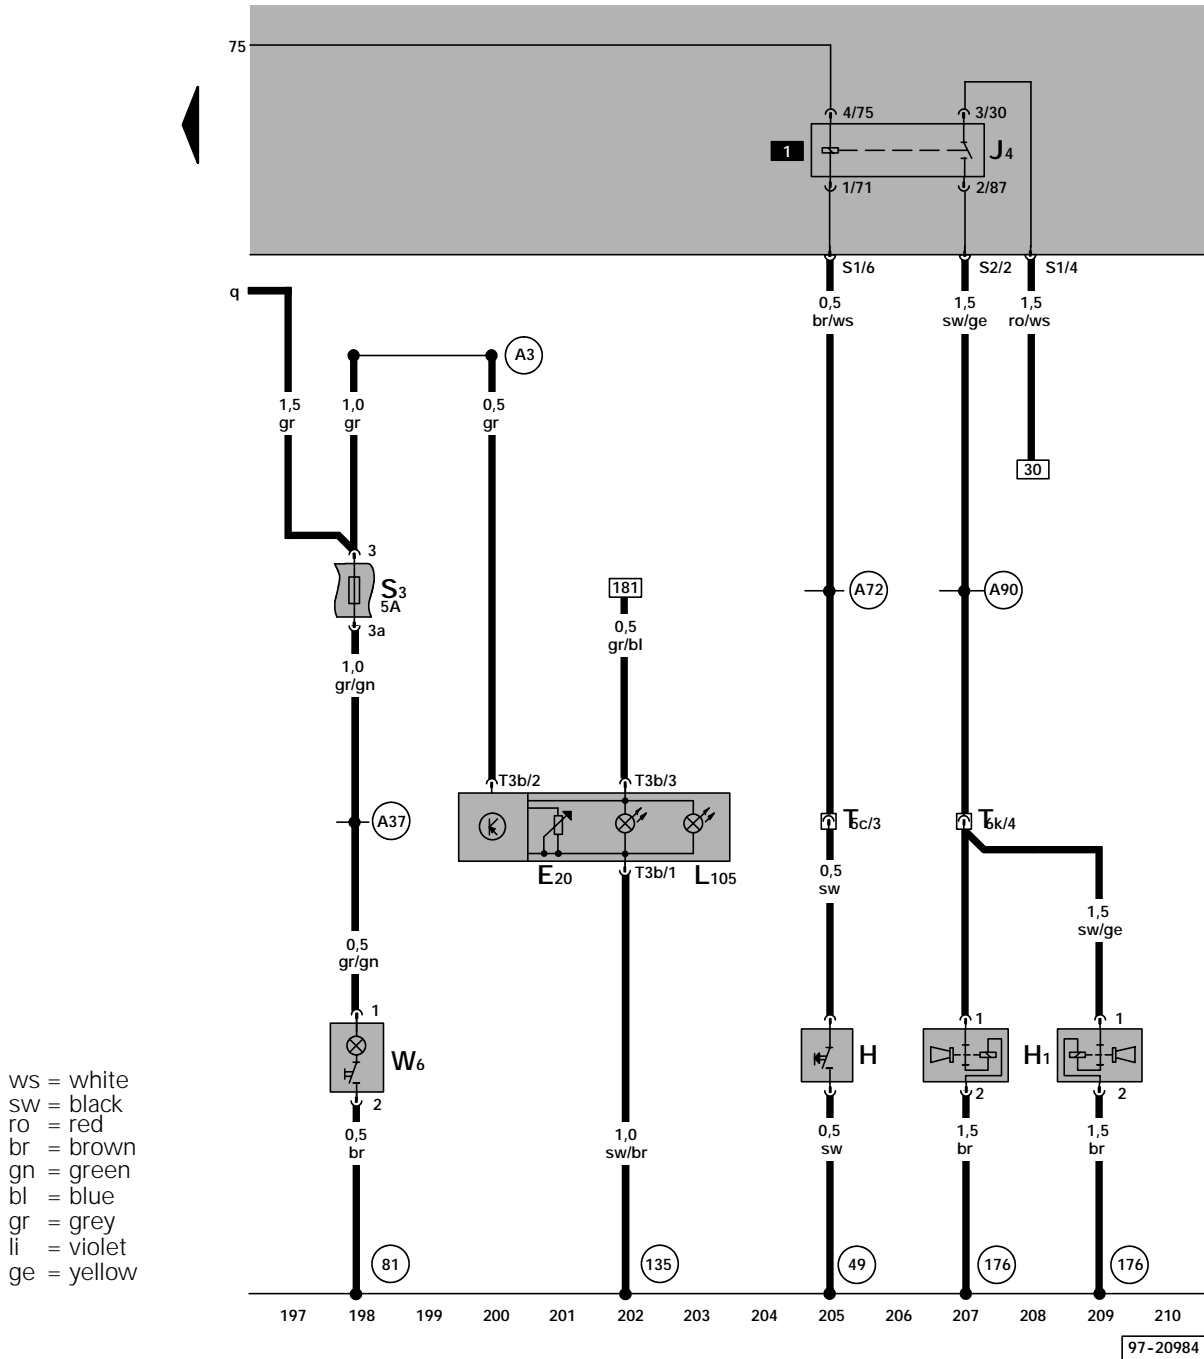 75
4/75
3/30
1
J4
1/71
2/87
S1/6
S2/2
S1/4
q
0,5
br/ws
1,5
sw/ge
1,5
ro/ws
A3
1,5
gr
1,0
gr
0,5
gr
30
3
S3
5A
3a
181
A72
A90
0,5
gr/bl
1,0
gr/gn
T3b/2
T3b/3
A37
T5c/3
T6k/4
E20
T3b/1
L105
0,5
sw
1,5
sw/ge
0,5
gr/gn
1
1
1
W6
H
H1
2
2
2
ws = white
sw = black
ro = red
br = brown
gn = green
bl = blue
gr = grey
li = violet
ge = yellow
0,5
br
1,0
sw/br
0,5
sw
1,5
br
1,5
br
81
135
49
176
176
197 198 199 200 201 202 203 204 205 206 207 208 209 210
97-20984